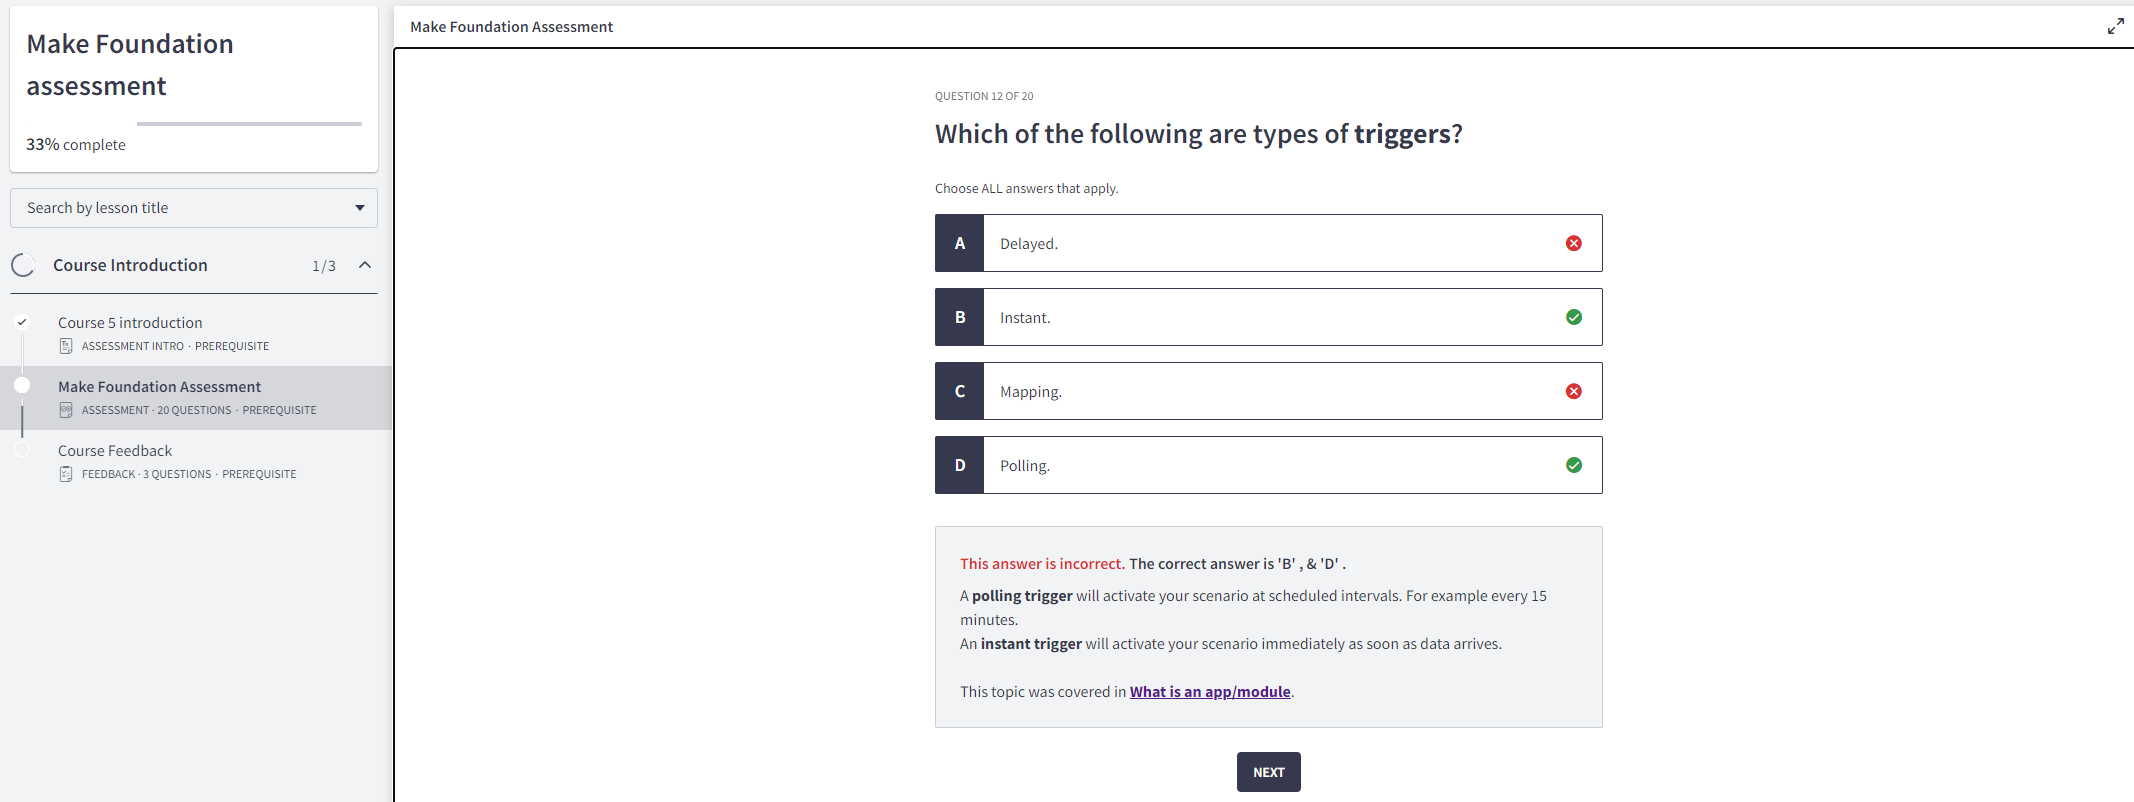 Make Foundation
assessment
33% complete
Search by lesson title
Course Introduction 1/3
Course 5 introduction
ASSESSMENT INTRO · PREREQUISITE
Make Foundation Assessment
ASSESSMENT · 20 QUESTIONS · PREREQUISITE
Course Feedback
FEEDBACK · 3 QUESTIONS · PREREQUISITE
Make Foundation Assessment
QUESTION 12 OF 20
Which of the following are types of triggers?
Choose ALL answers that apply.
A Delayed.
B Instant.
C Mapping.
D Polling.
This answer is incorrect. The correct answer is 'B' , & 'D' .
A polling trigger will activate your scenario at scheduled intervals. For example every 15
minutes.
An instant trigger will activate your scenario immediately as soon as data arrives.
This topic was covered in What is an app/module.
NEXT